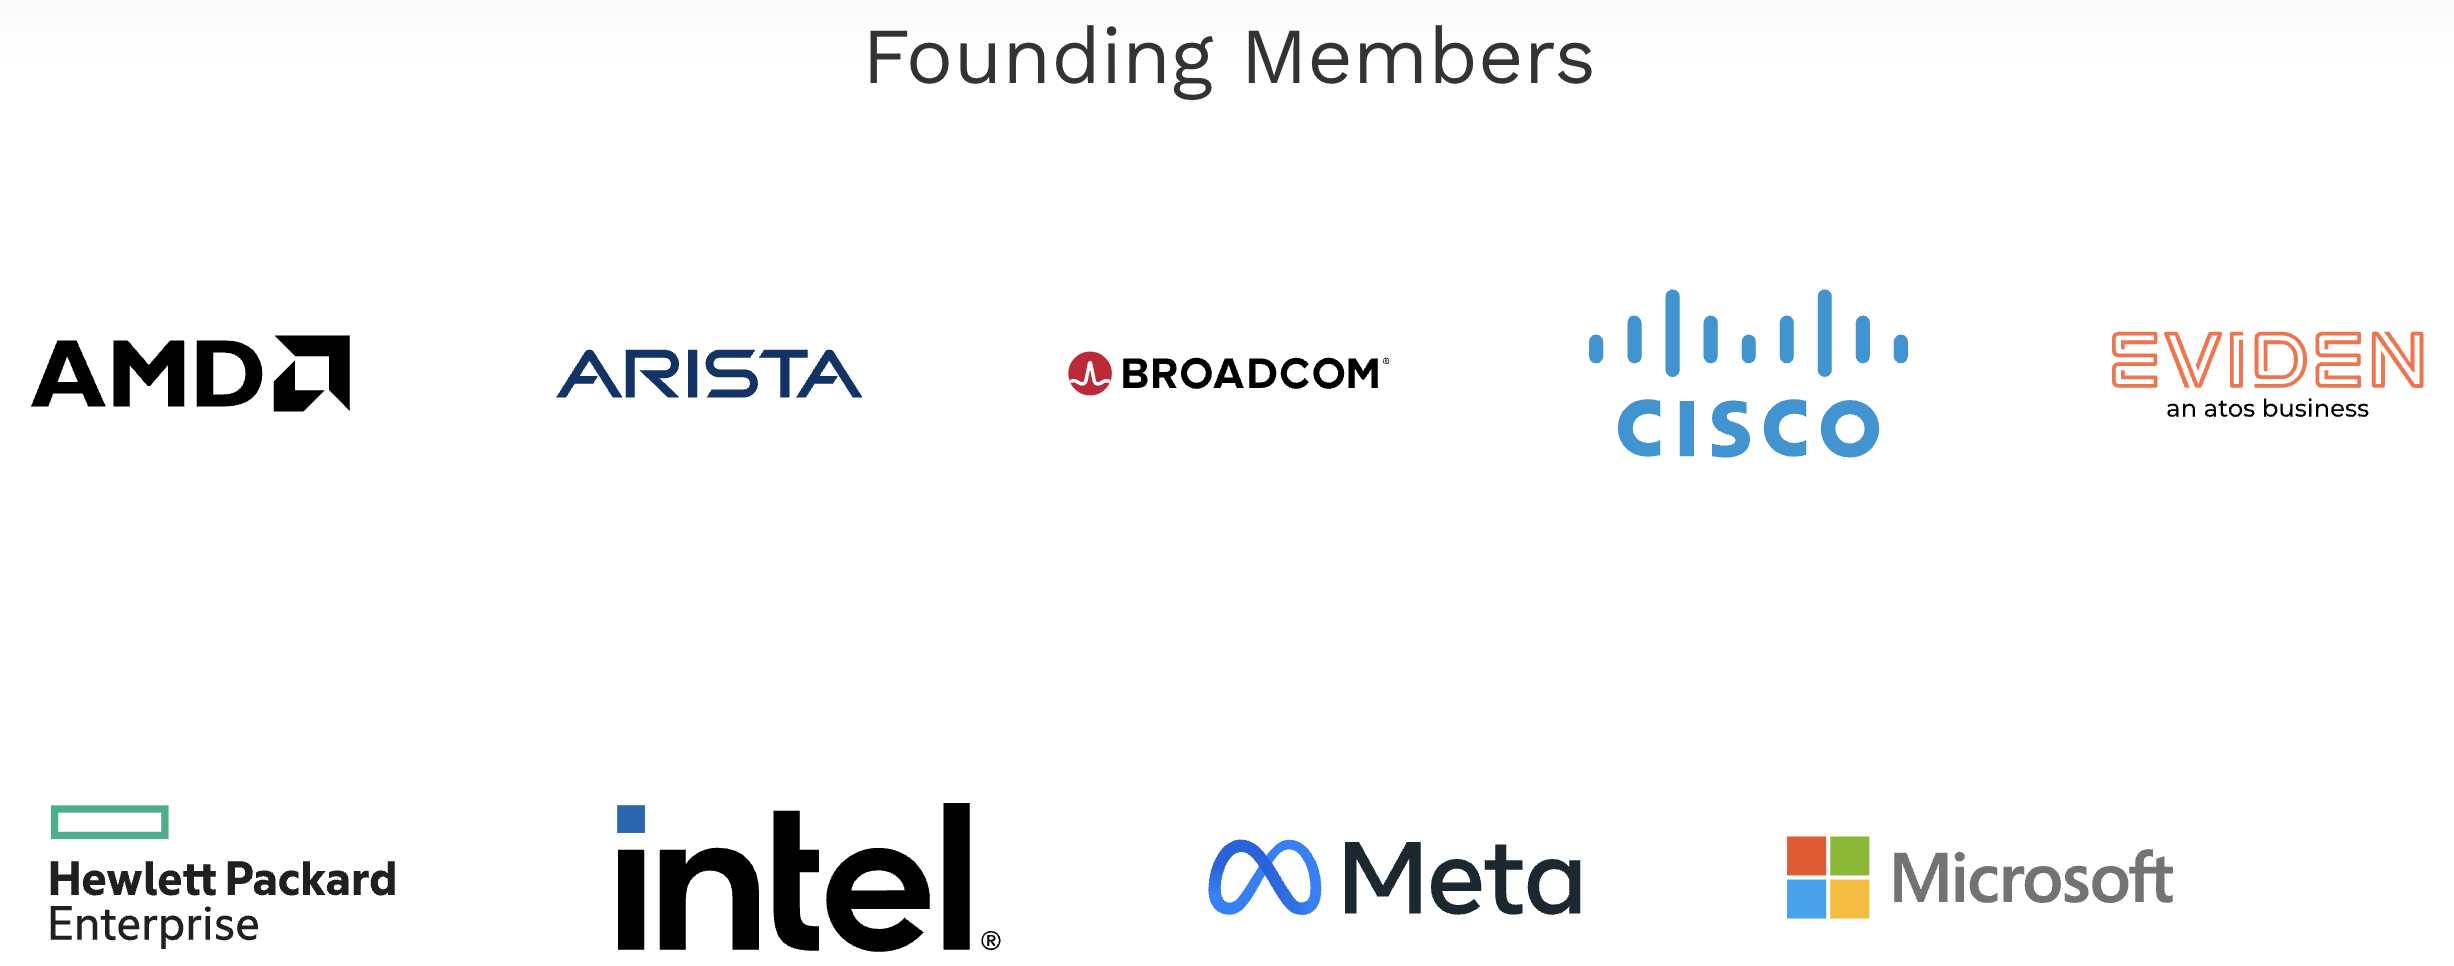 Founding Members
AMD
ARISTA
BROADCOM®
CISCO
EVIDEN
an atos business
Hewlett Packard
Enterprise
intel®
Meta
Microsoft